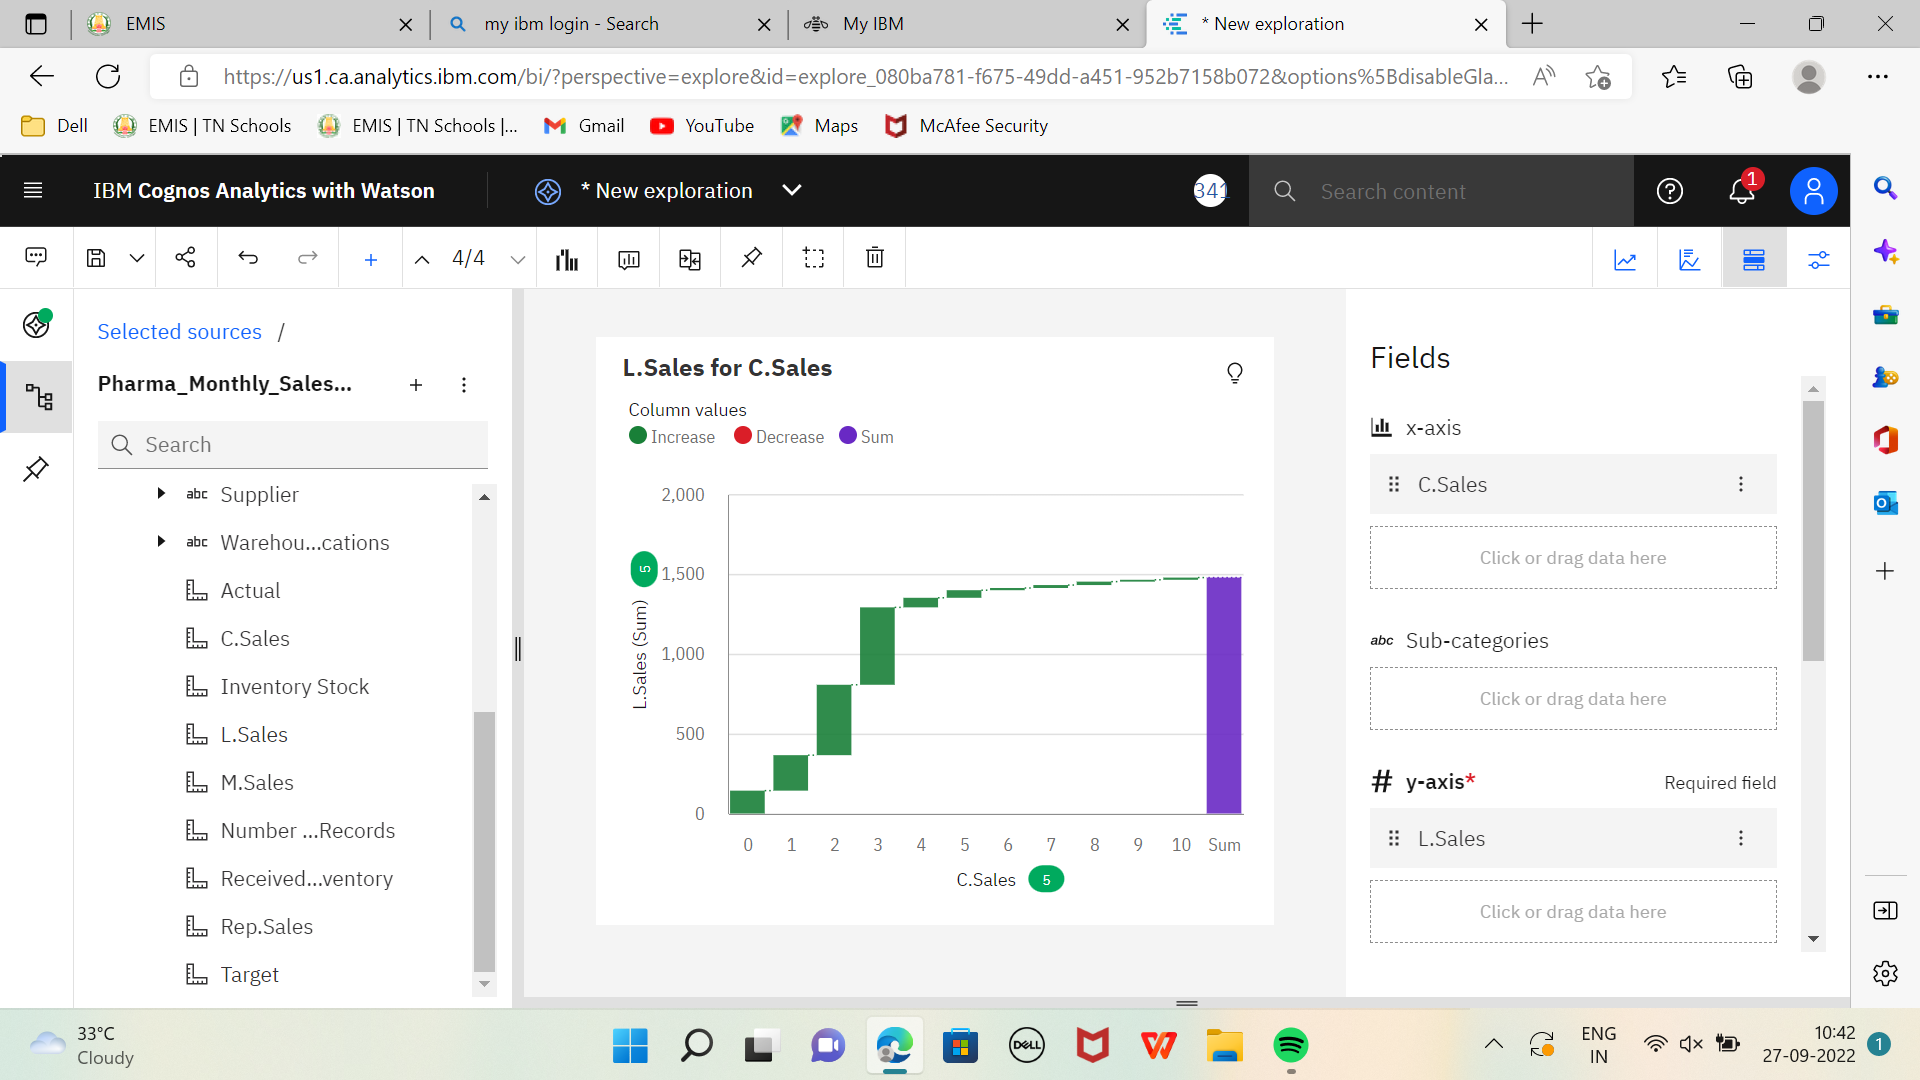 EMIS
my ibm login - Search
My IBM
* New exploration
https://us1.ca.analytics.ibm.com/bi/?perspective=explore&id=explore_080ba781-f675-49dd-a451-952b7158b072&options%5BdisableGla...
Dell
EMIS | TN Schools
EMIS | TN Schools |...
Gmail
YouTube
Maps
McAfee Security
IBM Cognos Analytics with Watson
* New exploration
341
Search content
1
4/4
Selected sources /
Pharma_Monthly_Sales...
Search
abc Supplier
abc Warehou...cations
Actual
C.Sales
Inventory Stock
L.Sales
M.Sales
Number ...Records
Received...ventory
Rep.Sales
Target
L.Sales for C.Sales
Column values
Increase Decrease Sum
2,000
1,500
1,000
500
0
L.Sales (Sum) 5
0 1 2 3 4 5 6 7 8 9 10 Sum
C.Sales 5
Fields
x-axis
C.Sales
Click or drag data here
abc Sub-categories
Click or drag data here
# y-axis* Required field
L.Sales
Click or drag data here
33°C
Cloudy
DELL
ENG
IN
10:42
27-09-2022
1